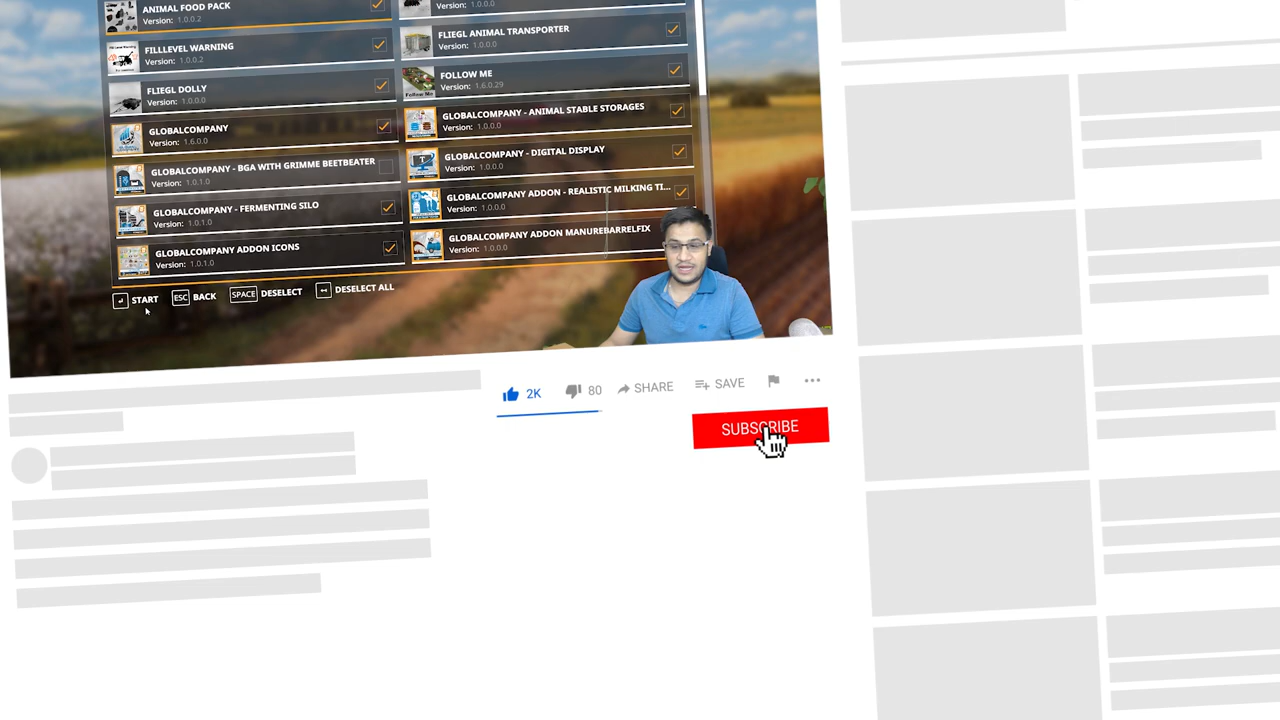 ANIMAL FOOD PACK
Version: 1.0.0.2
Version: 1.0.0.0
FILLLEVEL WARNING
Version: 1.0.0.2
FLIEGL ANIMAL TRANSPORTER
Version: 1.0.0.0
FLIEGL DOLLY
Version: 1.0.0.0
FOLLOW ME
Version: 1.6.0.29
Follow Me
GLOBALCOMPANY
Version: 1.6.0.0
GLOBALCOMPANY - ANIMAL STABLE STORAGES
Version: 1.0.0.0
GLOBALCOMPANY - BGA WITH GRIMME BEETBEATER
Version: 1.0.1.0
GLOBALCOMPANY - DIGITAL DISPLAY
Version: 1.0.0.0
GLOBALCOMPANY - FERMENTING SILO
Version: 1.0.1.0
GLOBALCOMPANY ADDON - REALISTIC MILKING TI...
Version: 1.0.0.0
GLOBALCOMPANY ADDON ICONS
Version: 1.0.1.0
GLOBALCOMPANY ADDON MANUREBARRELFIX
Version: 1.0.0.0
START ESC BACK SPACE DESELECT DESELECT ALL
2K 80 SHARE SAVE
SUBSCRIBE